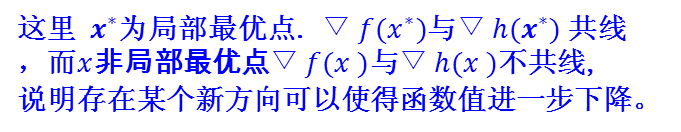 这里 x*为局部最优点. ▽ f(x*)与▽ h(x*) 共线
，而x非局部最优点▽ f(x )与▽ h(x )不共线,
说明存在某个新方向可以使得函数值进一步下降。